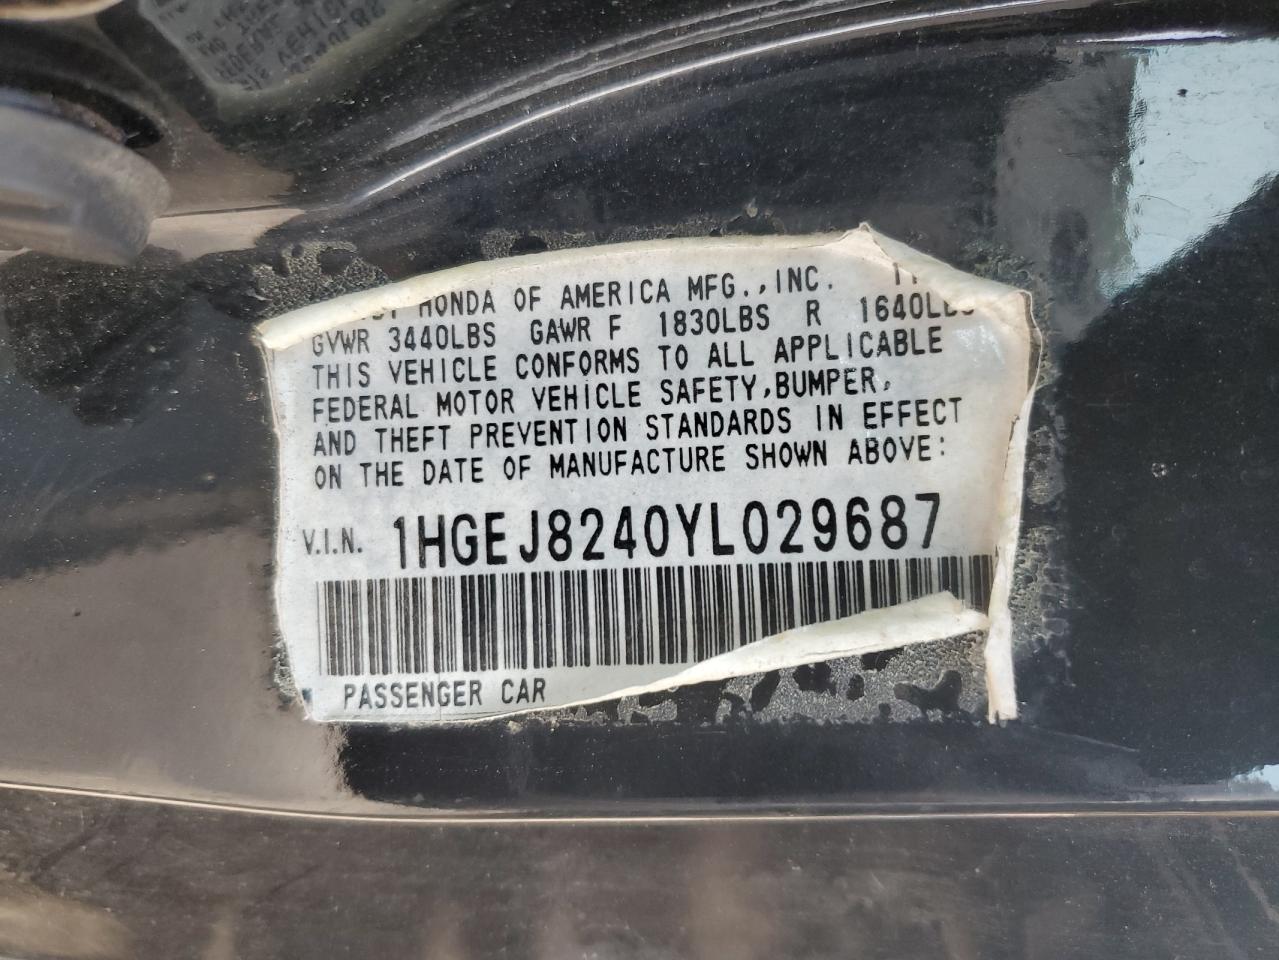 HONDA OF AMERICA MFG., INC.
GVWR 3440LBS GAWR F 1830LBS R 1640LBS
THIS VEHICLE CONFORMS TO ALL APPLICABLE
FEDERAL MOTOR VEHICLE SAFETY, BUMPER,
AND THEFT PREVENTION STANDARDS IN EFFECT
ON THE DATE OF MANUFACTURE SHOWN ABOVE:
V.I.N. 1HGEJ8240YL029687
PASSENGER CAR